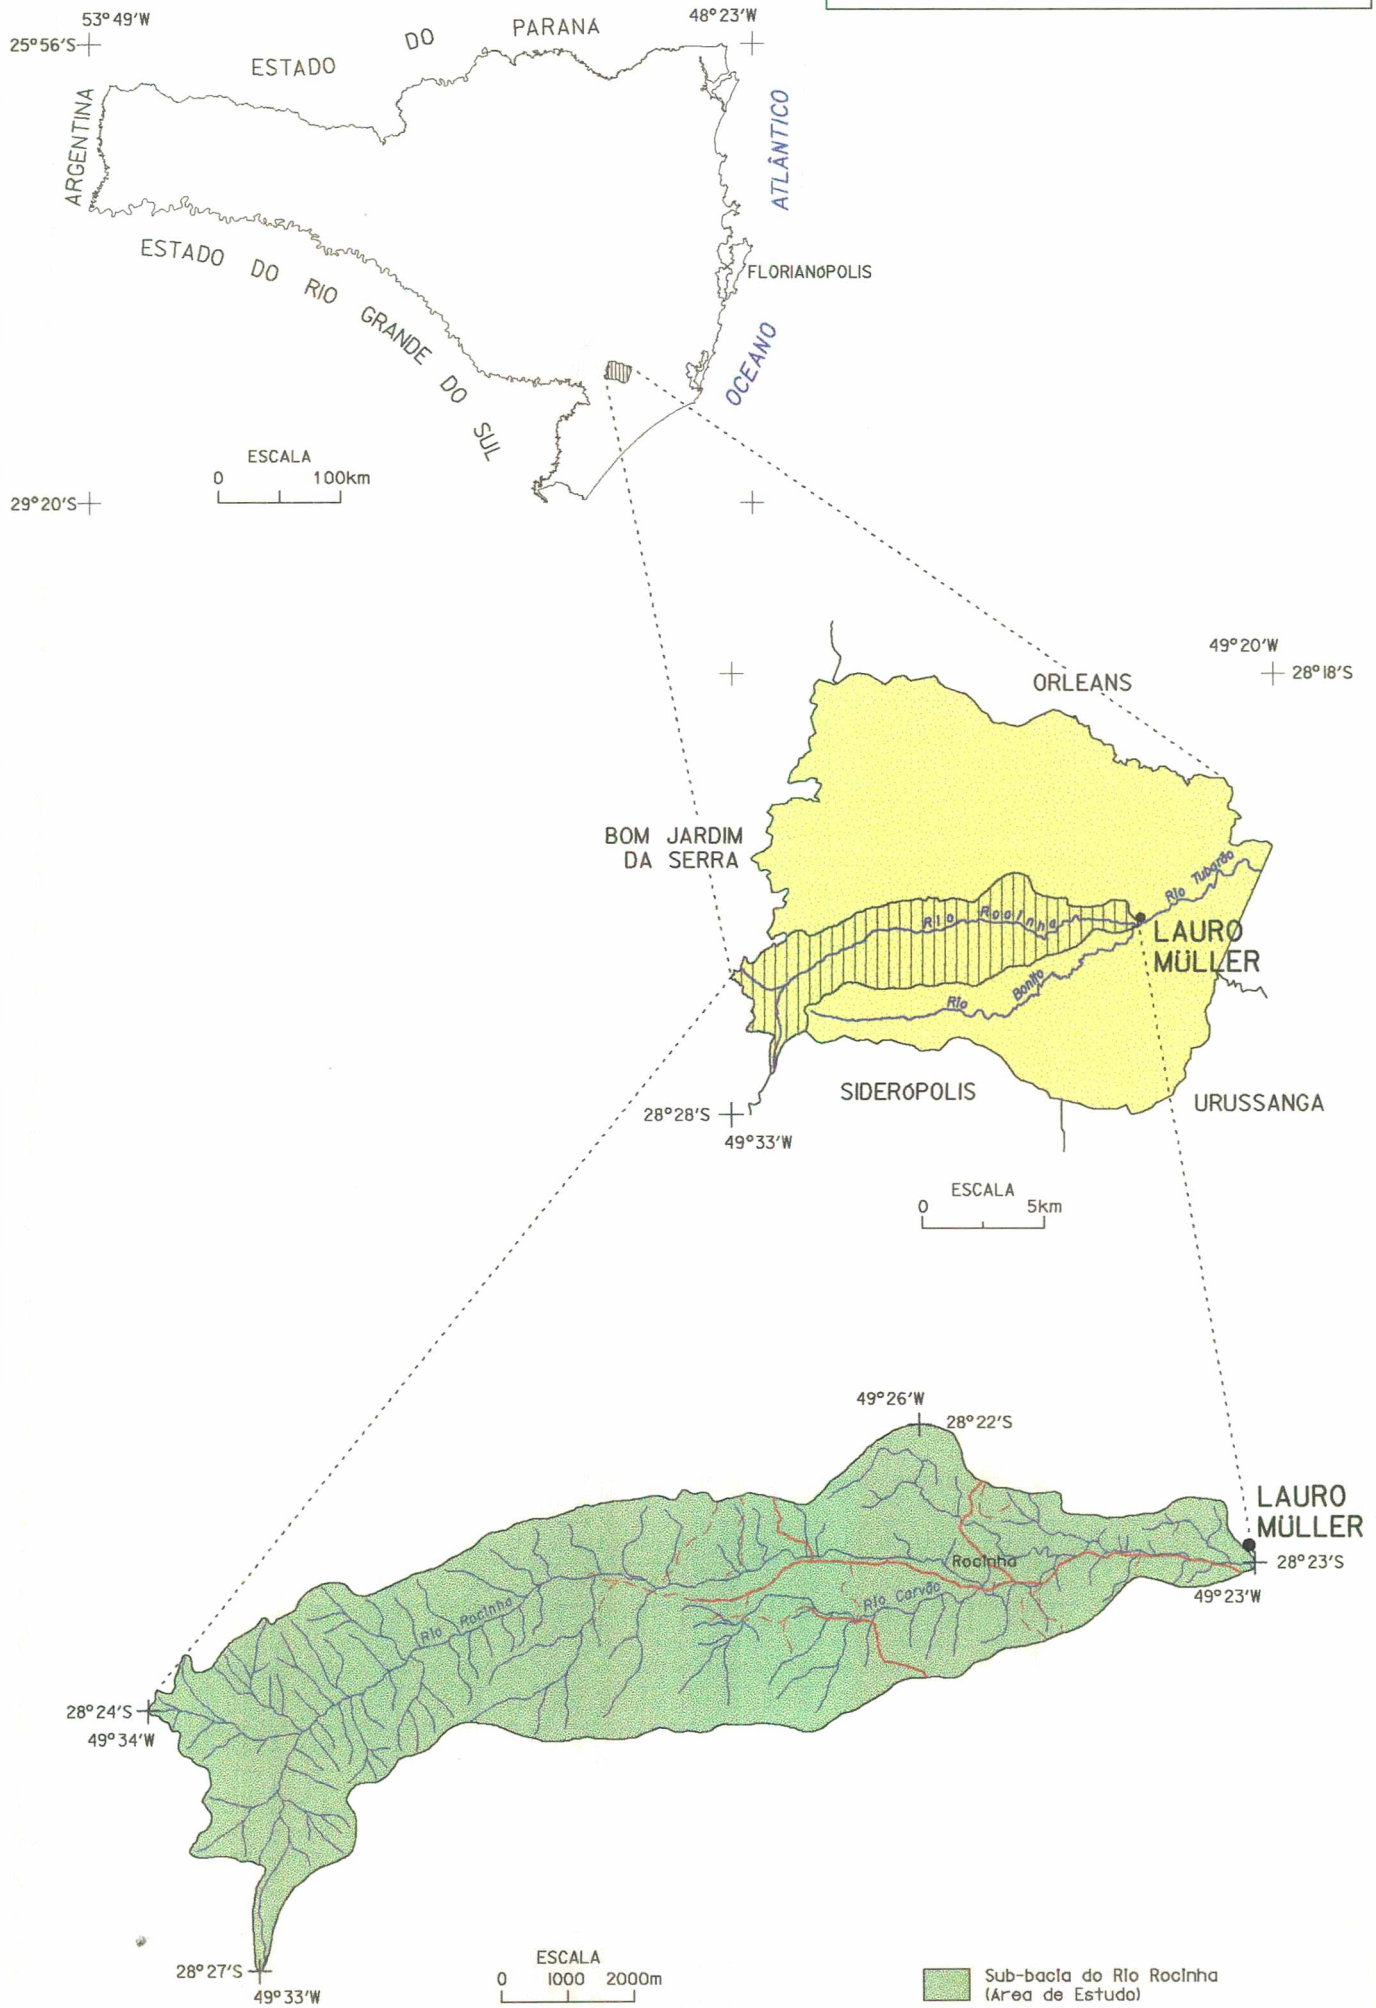 53°49'W
48°23'W
25°56'S
ESTADO DO PARANÁ
ARGENTINA
ATLÂNTICO
ESTADO DO RIO GRANDE DO SUL
FLORIANÓPOLIS
OCEANO
ESCALA
0 100km
29°20'S
49°20'W
28°18'S
ORLEANS
BOM JARDIM
DA SERRA
Rio Tubarão
Rio Rocinha
LAURO
MÜLLER
Rio Bonito
SIDERÓPOLIS
URUSSANGA
28°28'S
49°33'W
ESCALA
0 5km
49°26'W
28°22'S
LAURO
MÜLLER
Rocinha
28°23'S
49°23'W
Rio Carvão
Rio Rocinha
28°24'S
49°34'W
28°27'S
49°33'W
ESCALA
0 1000 2000m
Sub-bacia do Rio Rocinha
(Área de Estudo)